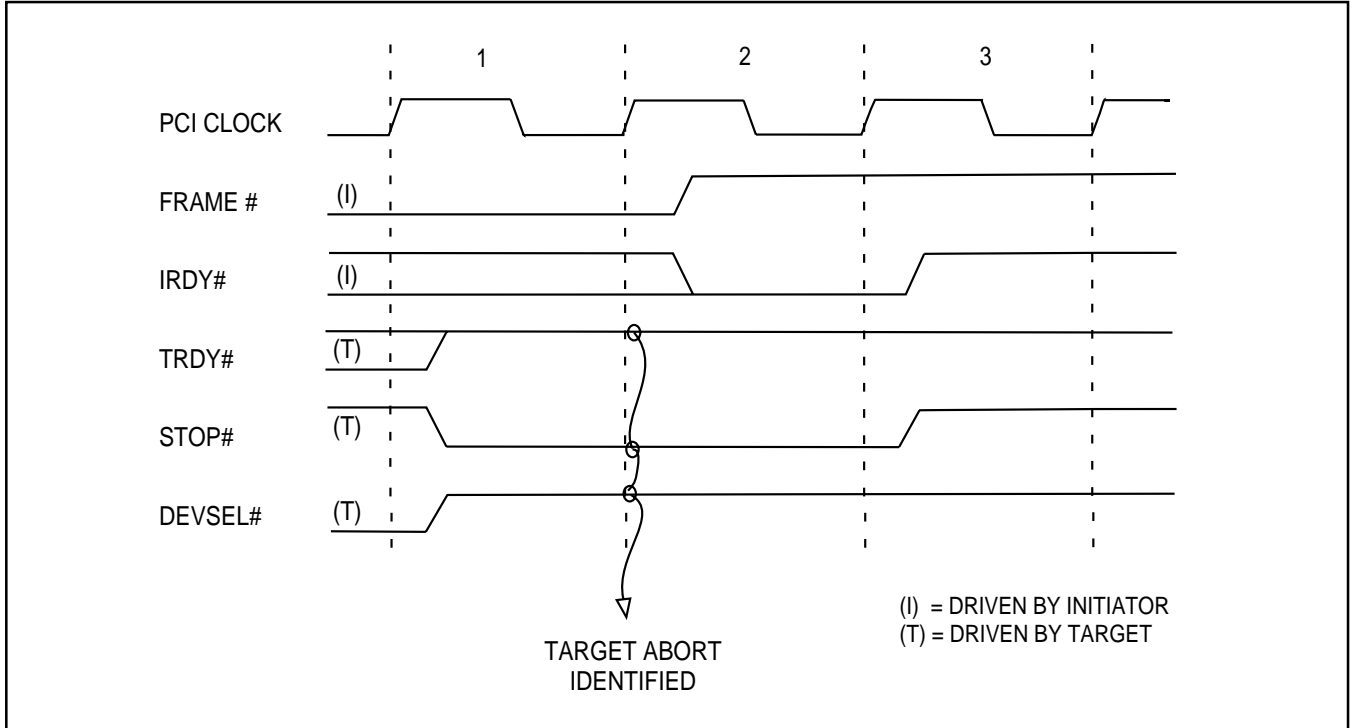 1 2 3
PCI CLOCK
FRAME # (I)
IRDY# (I)
TRDY# (T)
STOP# (T)
DEVSEL# (T)
(I) = DRIVEN BY INITIATOR
(T) = DRIVEN BY TARGET
TARGET ABORT
IDENTIFIED